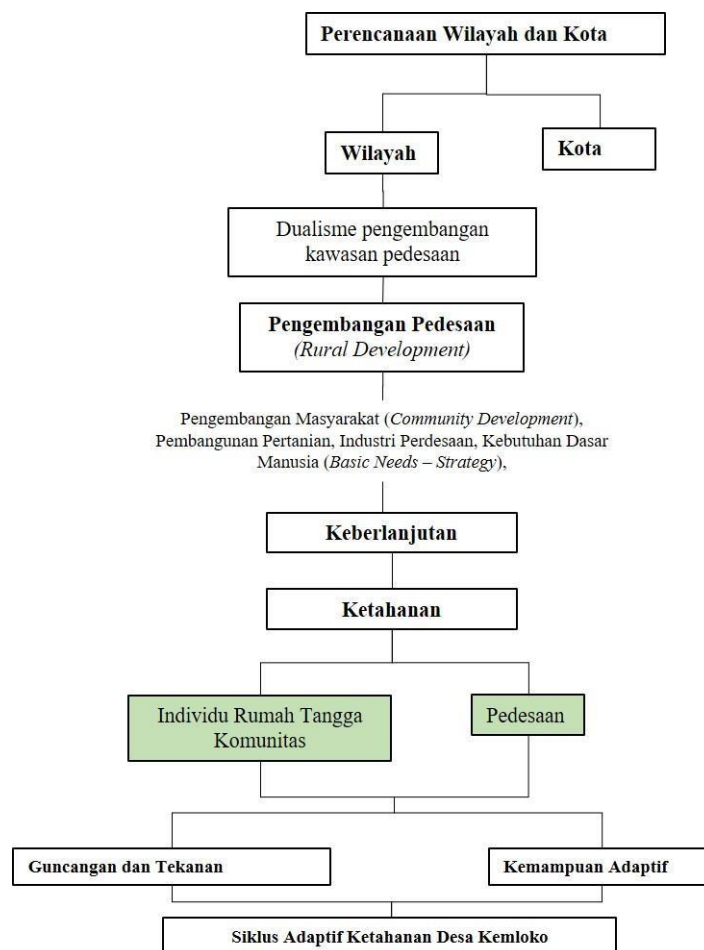 Perencanaan Wilayah dan Kota
Wilayah
Kota
Dualisme pengembangan
kawasan pedesaan
Pengembangan Pedesaan
(Rural Development)
Pengembangan Masyarakat (Community Development),
Pembangunan Pertanian, Industri Perdesaan, Kebutuhan Dasar
Manusia (Basic Needs – Strategy),
Keberlanjutan
Ketahanan
Individu Rumah Tangga
Komunitas
Pedesaan
Guncangan dan Tekanan
Kemampuan Adaptif
Siklus Adaptif Ketahanan Desa Kemloko